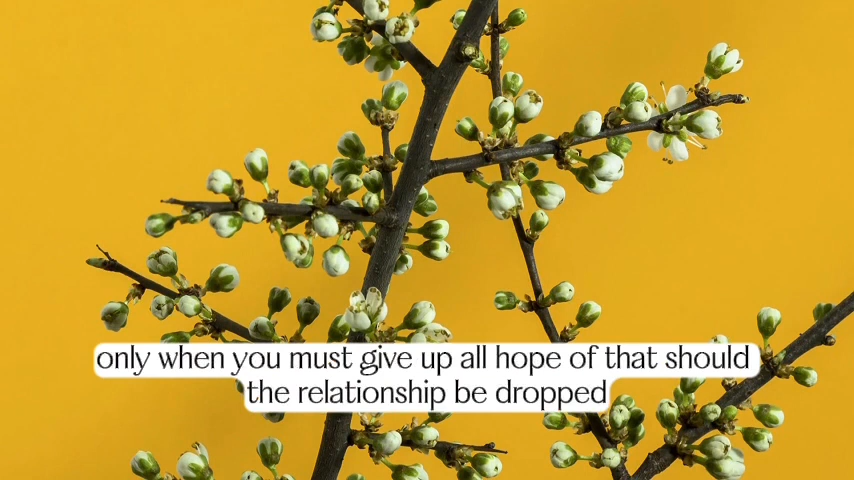 only when you must give up all hope of that should
the relationship be dropped